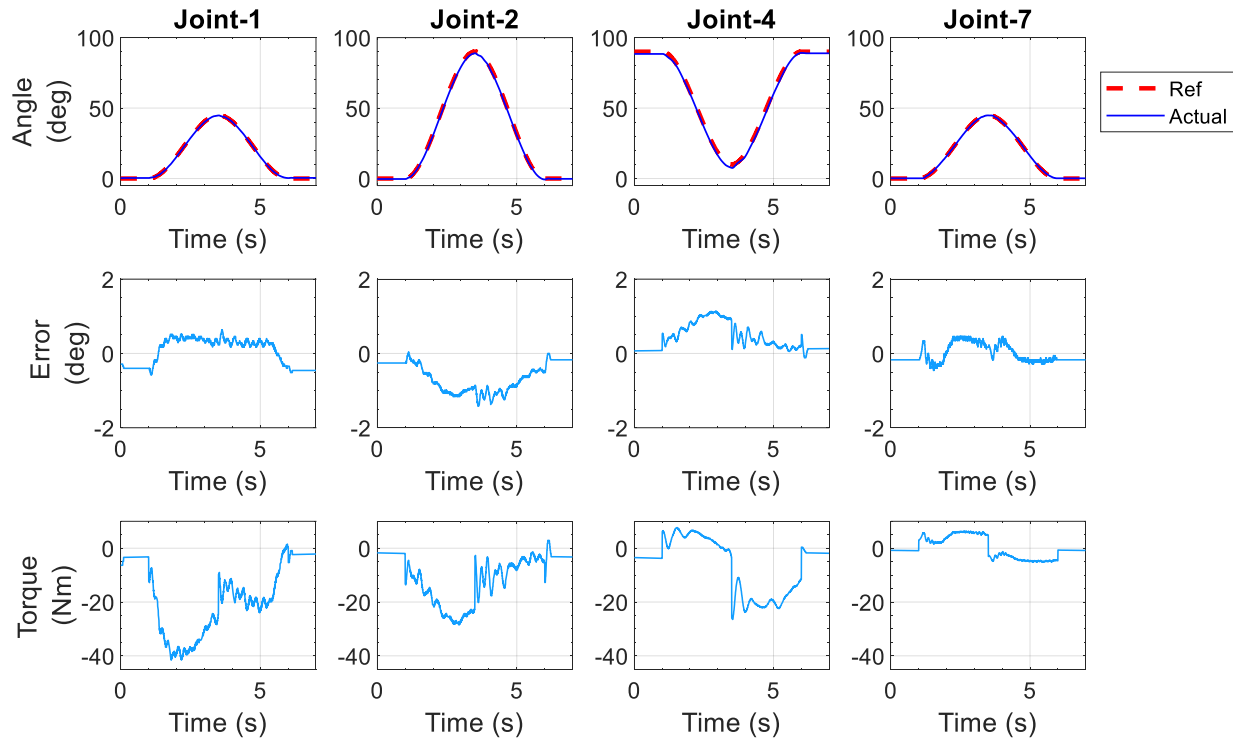 Joint-1 Joint-2 Joint-4 Joint-7
100 100 100 100
Angle
(deg)
50 50 50 50
Ref
Actual
0 0 0 0
0 5 0 5 0 5 0 5
Time (s) Time (s) Time (s) Time (s)
2 2 2 2
Error
(deg)
0 0 0 0
-2 -2 -2 -2
0 5 0 5 0 5 0 5
Time (s) Time (s) Time (s) Time (s)
0 0 0 0
Torque
(Nm)
-20 -20 -20 -20
-40 -40 -40 -40
0 5 0 5 0 5 0 5
Time (s) Time (s) Time (s) Time (s)